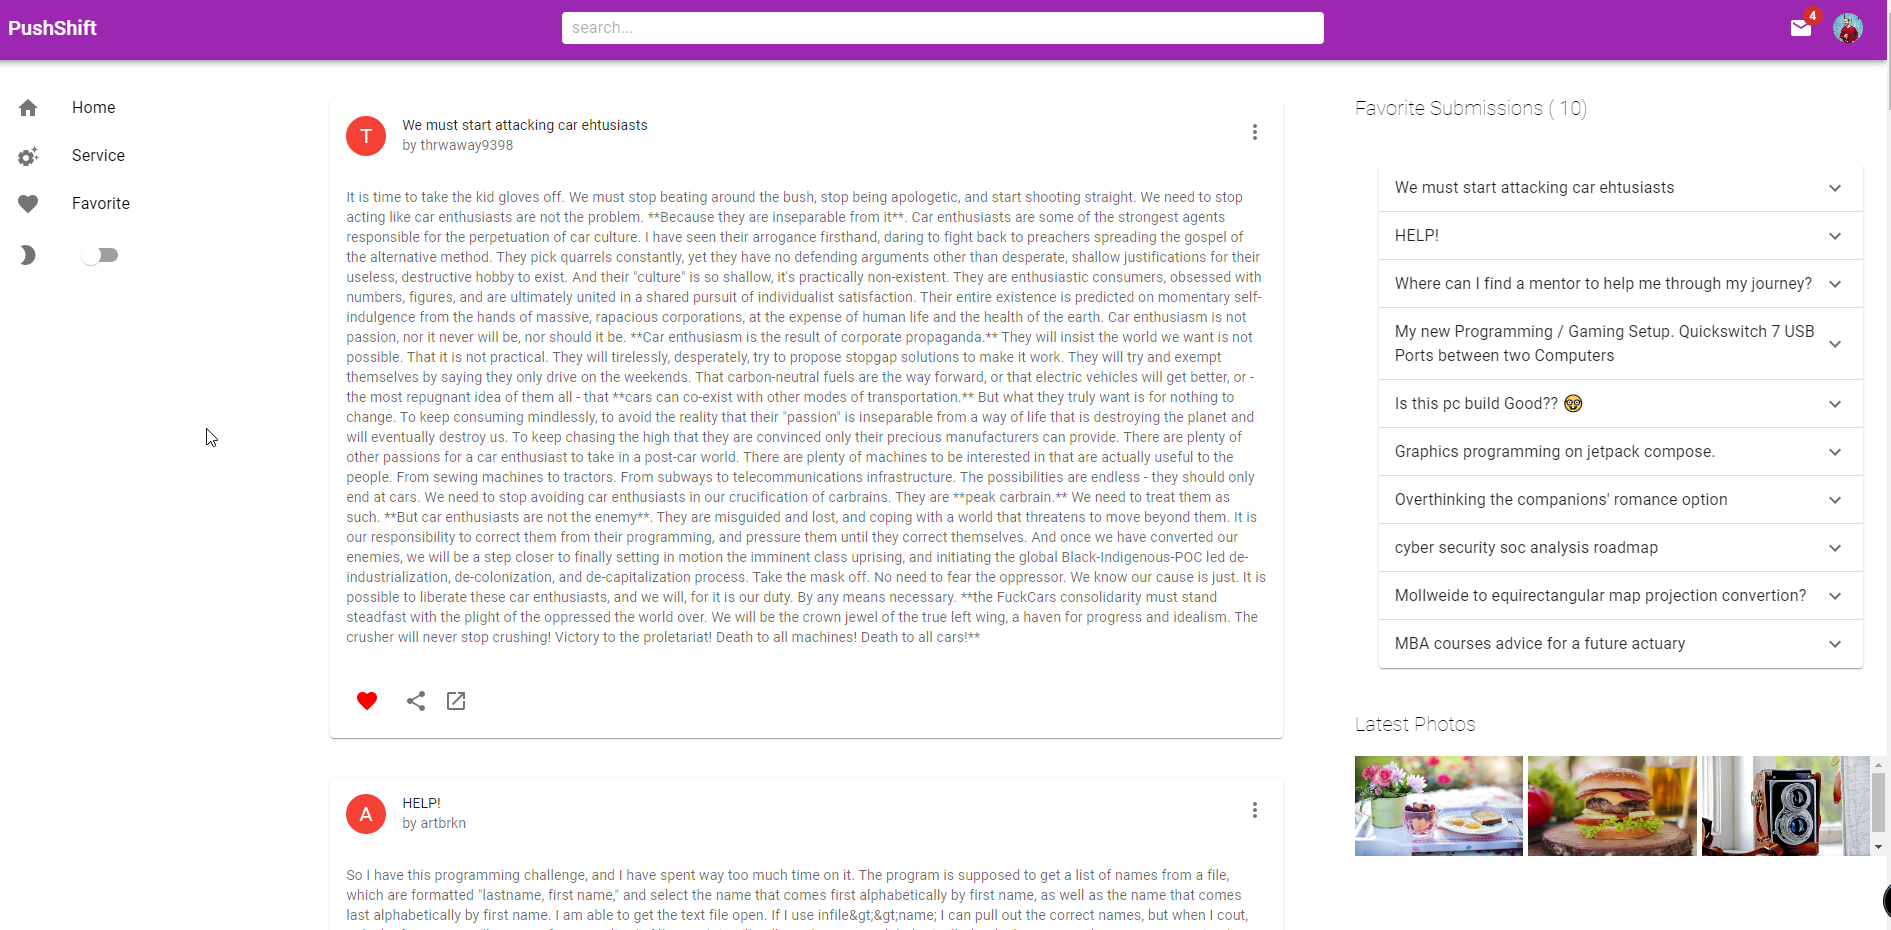 PushShift
search...
4
Home
Service
Favorite
T
We must start attacking car ehtusiasts
by thrwaway9398
It is time to take the kid gloves off. We must stop beating around the bush, stop being apologetic, and start shooting straight. We need to stop
acting like car enthusiasts are not the problem. **Because they are inseparable from it**. Car enthusiasts are some of the strongest agents
responsible for the perpetuation of car culture. I have seen their arrogance firsthand, daring to fight back to preachers spreading the gospel of
the alternative method. They pick quarrels constantly, yet they have no defending arguments other than desperate, shallow justifications for their
useless, destructive hobby to exist. And their "culture" is so shallow, it's practically non-existent. They are enthusiastic consumers, obsessed with
numbers, figures, and are ultimately united in a shared pursuit of individualist satisfaction. Their entire existence is predicted on momentary self-
indulgence from the hands of massive, rapacious corporations, at the expense of human life and the health of the earth. Car enthusiasm is not
passion, nor it never will be, nor should it be. **Car enthusiasm is the result of corporate propaganda.** They will insist the world we want is not
possible. That it is not practical. They will tirelessly, desperately, try to propose stopgap solutions to make it work. They will try and exempt
themselves by saying they only drive on the weekends. That carbon-neutral fuels are the way forward, or that electric vehicles will get better, or -
the most repugnant idea of them all - that **cars can co-exist with other modes of transportation.** But what they truly want is for nothing to
change. To keep consuming mindlessly, to avoid the reality that their "passion" is inseparable from a way of life that is destroying the planet and
will eventually destroy us. To keep chasing the high that they are convinced only their precious manufacturers can provide. There are plenty of
other passions for a car enthusiast to take in a post-car world. There are plenty of machines to be interested in that are actually useful to the
people. From sewing machines to tractors. From subways to telecommunications infrastructure. The possibilities are endless - they should only
end at cars. We need to stop avoiding car enthusiasts in our crucification of carbrains. They are **peak carbrain.** We need to treat them as
such. **But car enthusiasts are not the enemy**. They are misguided and lost, and coping with a world that threatens to move beyond them. It is
our responsibility to correct them from their programming, and pressure them until they correct themselves. And once we have converted our
enemies, we will be a step closer to finally setting in motion the imminent class uprising, and initiating the global Black-Indigenous-POC led de-
industrialization, de-colonization, and de-capitalization process. Take the mask off. No need to fear the oppressor. We know our cause is just. It is
possible to liberate these car enthusiasts, and we will, for it is our duty. By any means necessary. **the FuckCars consolidarity must stand
steadfast with the plight of the oppressed the world over. We will be the crown jewel of the true left wing, a haven for progress and idealism. The
crusher will never stop crushing! Victory to the proletariat! Death to all machines! Death to all cars!**
A
HELP!
by artbrkn
So I have this programming challenge, and I have spent way too much time on it. The program is supposed to get a list of names from a file,
which are formatted "lastname, first name," and select the name that comes first alphabetically by first name, as well as the name that comes
last alphabetically by first name. I am able to get the text file open. If I use infile&gt;&gt;name; I can pull out the correct names, but when I cout,
Favorite Submissions ( 10)
We must start attacking car ehtusiasts
HELP!
Where can I find a mentor to help me through my journey?
My new Programming / Gaming Setup. Quickswitch 7 USB
Ports between two Computers
Is this pc build Good?? 🤓
Graphics programming on jetpack compose.
Overthinking the companions' romance option
cyber security soc analysis roadmap
Mollweide to equirectangular map projection convertion?
MBA courses advice for a future actuary
Latest Photos